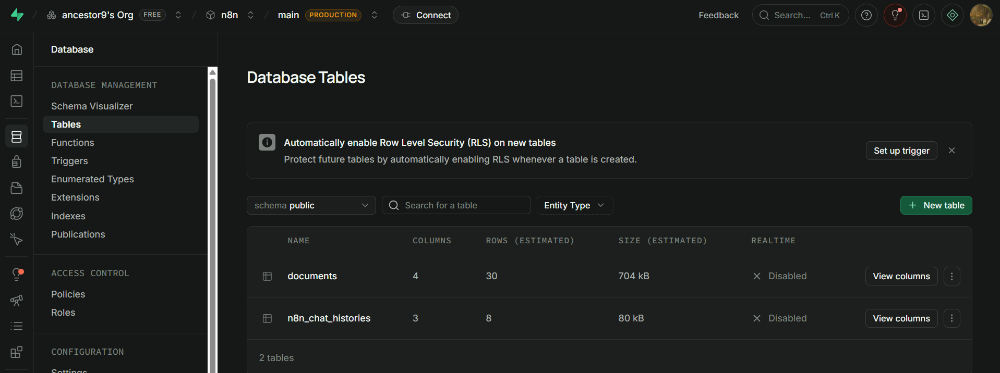 ancestor9's Org FREE / n8n / main PRODUCTION Connect Feedback Search... Ctrl K
Database
DATABASE MANAGEMENT
Schema Visualizer
Tables
Functions
Triggers
Enumerated Types
Extensions
Indexes
Publications
ACCESS CONTROL
Policies
Roles
CONFIGURATION
Settings
Database Tables
Automatically enable Row Level Security (RLS) on new tables
Protect future tables by automatically enabling RLS whenever a table is created.
Set up trigger
schema public Search for a table Entity Type New table
NAME COLUMNS ROWS (ESTIMATED) SIZE (ESTIMATED) REALTIME
documents 4 30 704 kB Disabled View columns
n8n_chat_histories 3 8 80 kB Disabled View columns
2 tables